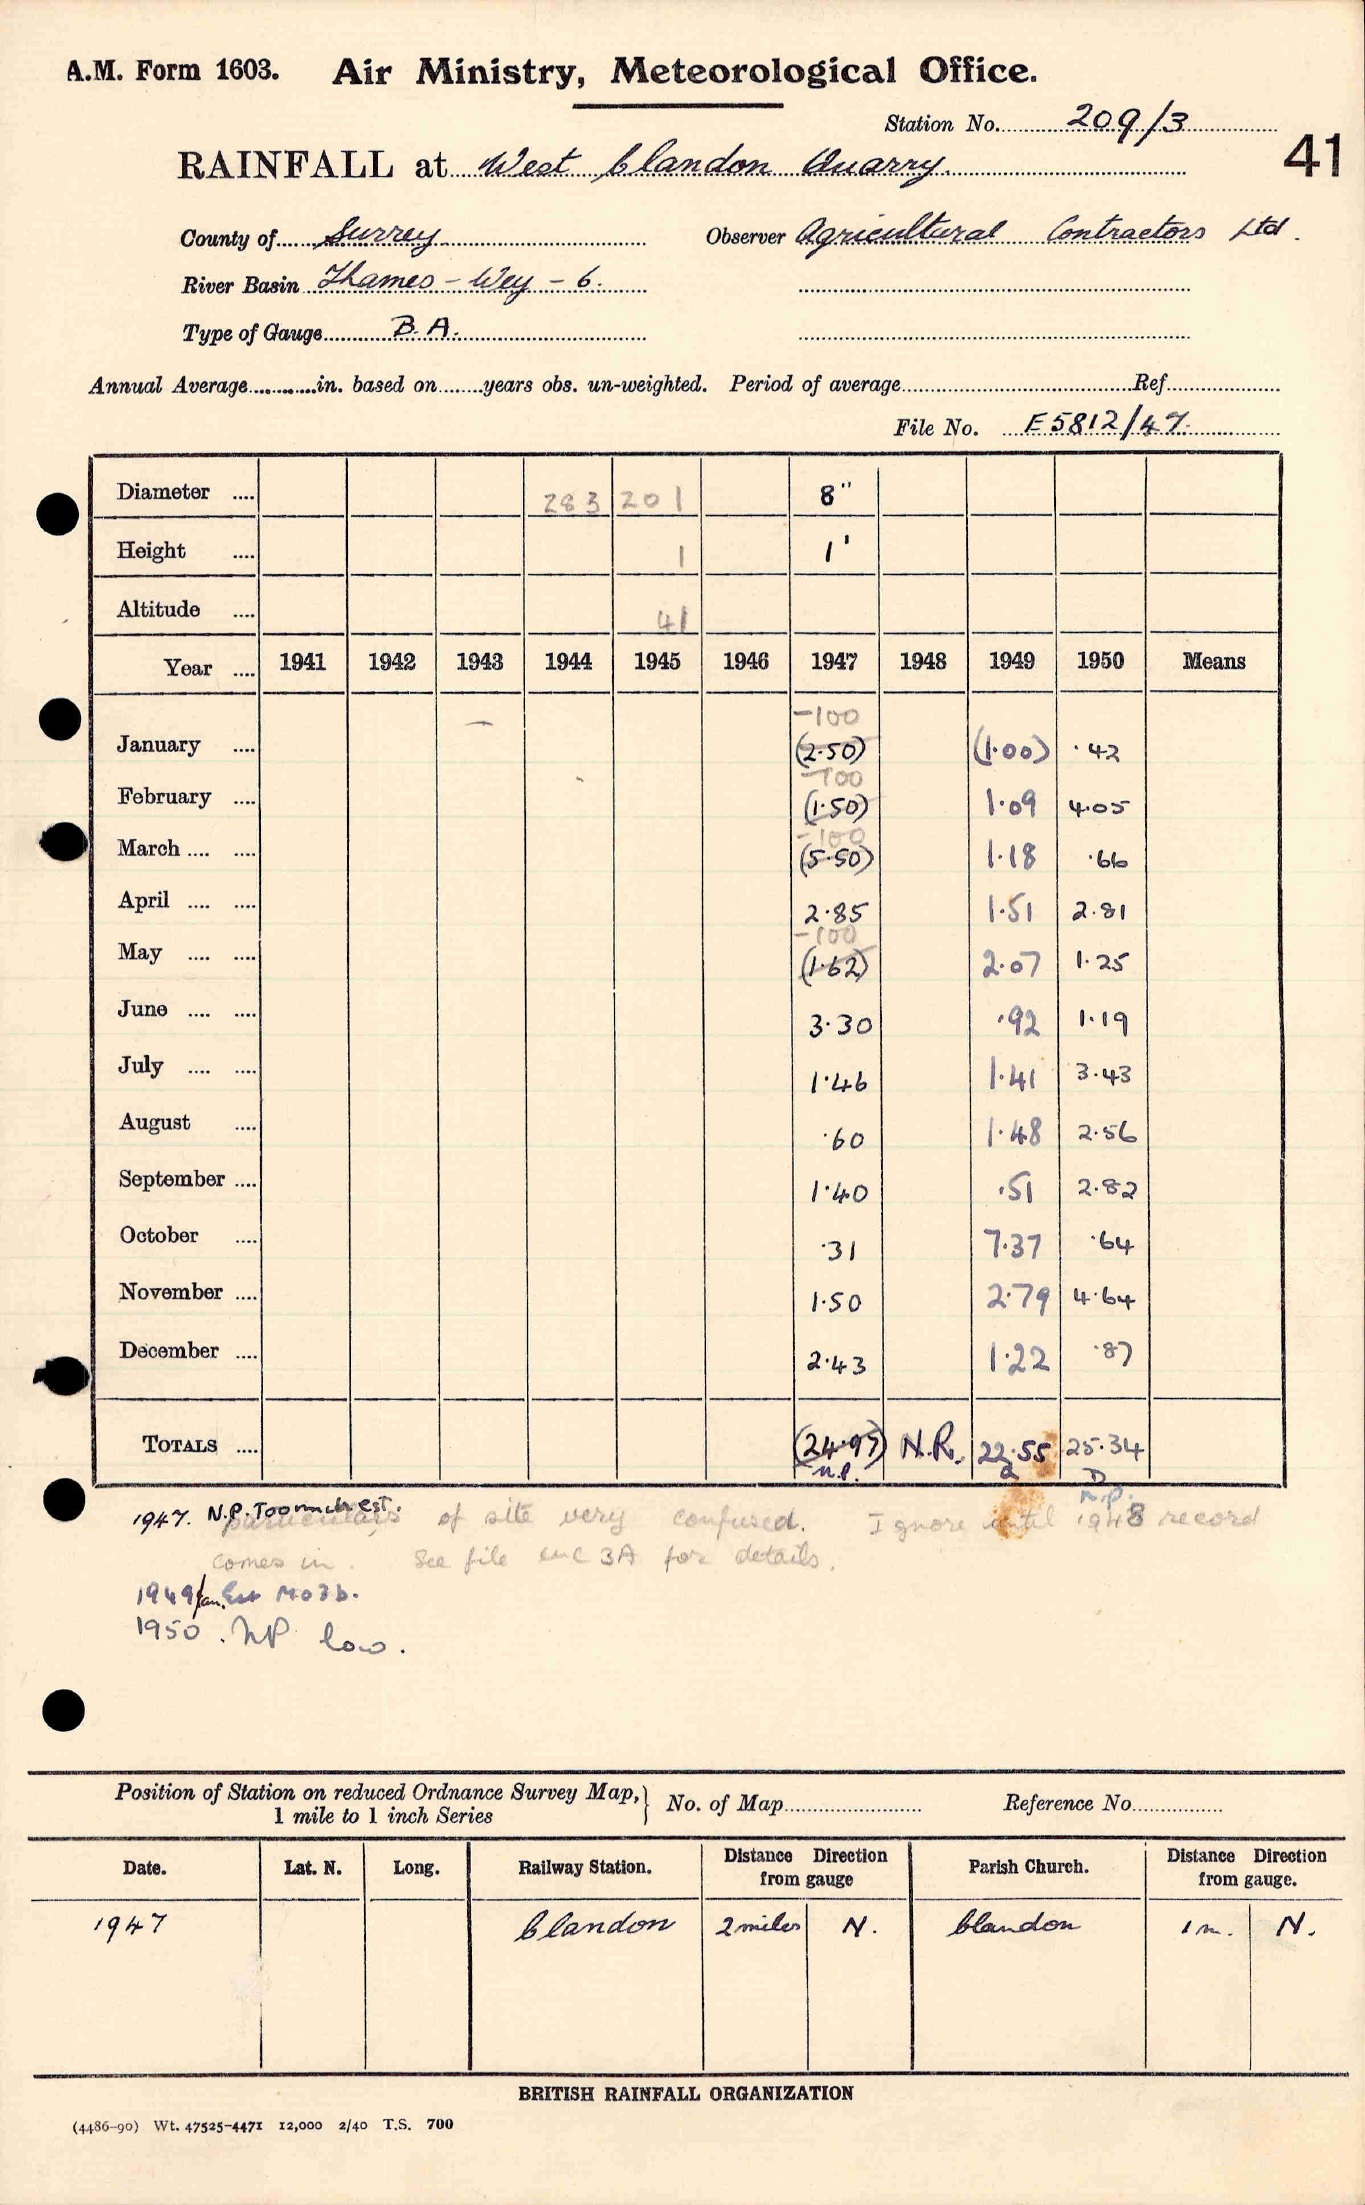 A.M. Form 1603. Air Ministry, Meteorological Office.
Station No. 209/3
41
RAINFALL at West Clandon Quarry.
County of Surrey Observer Agricultural Contractors Ltd.
River Basin Thames - Wey - 6.
Type of Gauge B.A.
Annual Average in. based on years obs. un-weighted. Period of average Ref
File No. E5812/47.
Diameter .... 283 201 8"
Height .... 1 1'
Altitude .... 41
Year .... 1941 1942 1943 1944 1945 1946 1947 1948 1949 1950 Means
-100
January .... (2.50) (1.00) .42
-100
February .... (1.50) 1.09 4.05
-100
March .... .... (5.50) 1.18 .66
April .... .... 2.85 1.51 2.81
-100
May .... .... (1.62) 2.07 1.25
June .... .... 3.30 .92 1.19
July .... .... 1.46 1.41 3.43
August .... .60 1.48 2.56
September .... 1.40 .51 2.82
October .... .31 7.37 .64
November .... 1.50 2.79 4.64
December .... 2.43 1.22 .87
TOTALS .... (24.97) N.R. 22.55 25.34
n.p. a D
n.p.
1947. N.P. Too much est.
particulars of site very confused. Ignore until 1948 record
comes in. See file enc 3A for details.
1949 Jan. Est MO3b.
1950. NP low.
Position of Station on reduced Ordnance Survey Map, } No. of Map Reference No
1 mile to 1 inch Series
Date. Lat. N. Long. Railway Station. Distance Direction from gauge Parish Church. Distance Direction from gauge.
1947 Clandon 2 miles N. Clandon 1 m. N.
BRITISH RAINFALL ORGANIZATION
(4486-90) Wt. 47525-4471 12,000 2/40 T.S. 700